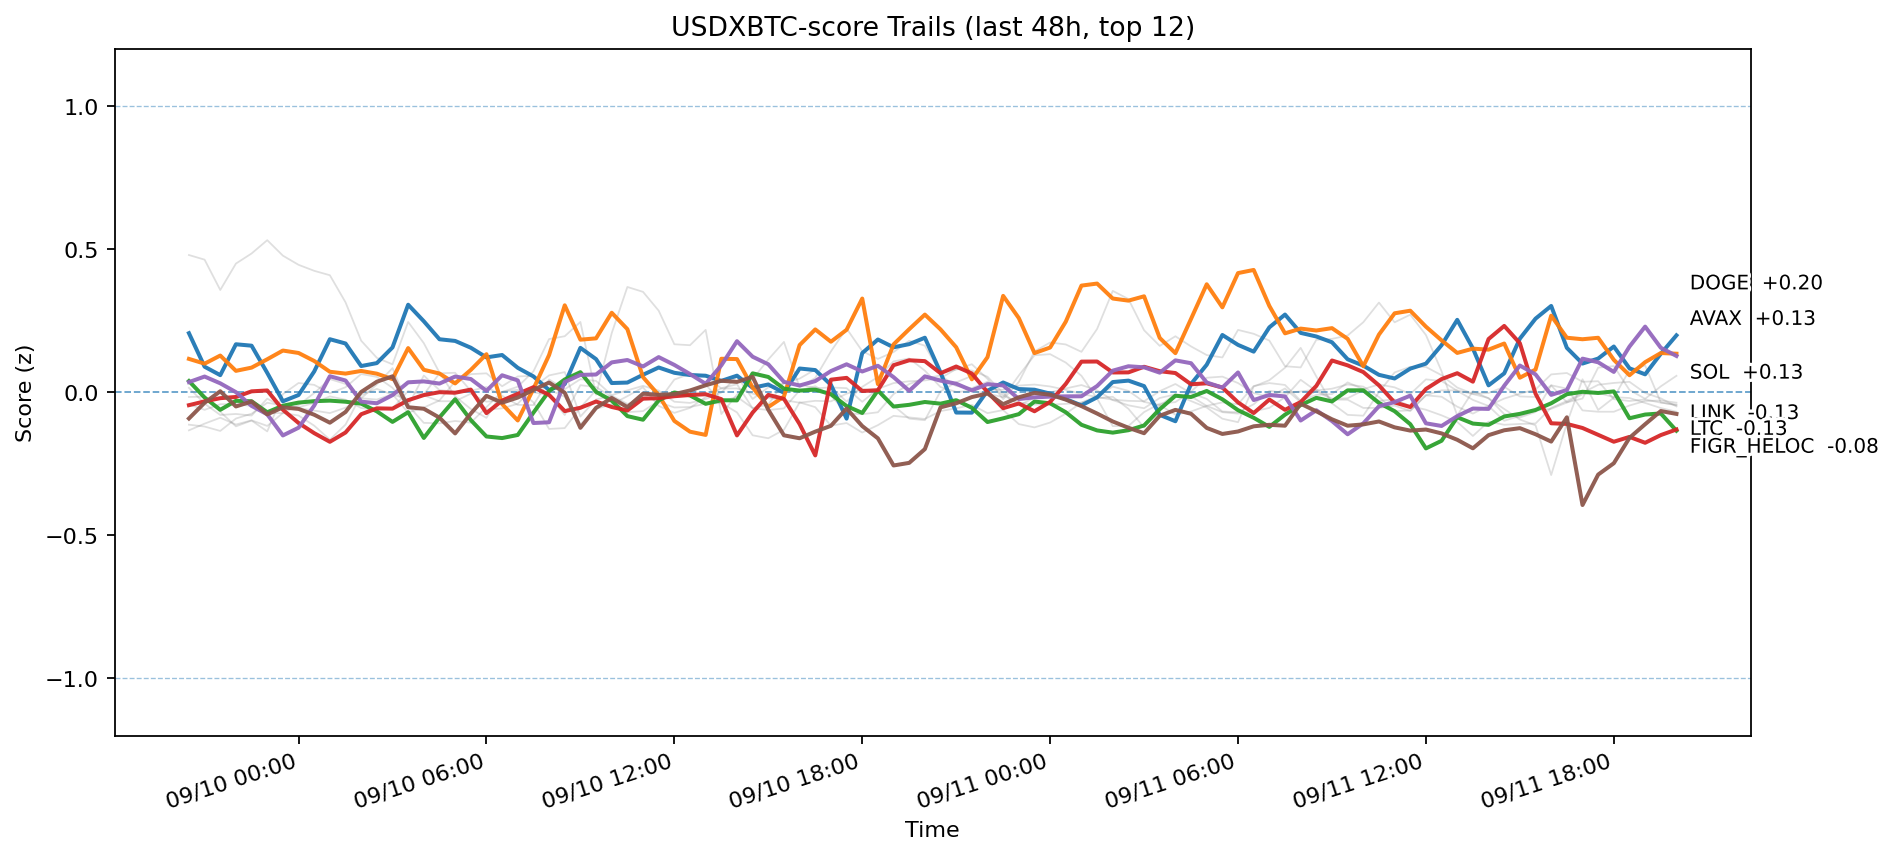 USDXBTC-score Trails (last 48h, top 12)
1.0
0.5
0.0
−0.5
−1.0
Score (z)
DOGE +0.20
AVAX +0.13
SOL +0.13
LINK -0.13
LTC -0.13
FIGR_HELOC -0.08
09/10 00:00
09/10 06:00
09/10 12:00
09/10 18:00
09/11 00:00
09/11 06:00
09/11 12:00
09/11 18:00
Time